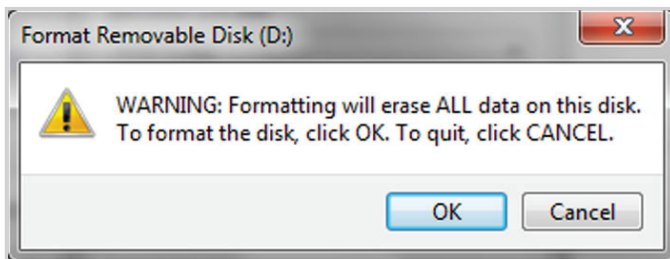 Format Removable Disk (D:)
WARNING: Formatting will erase ALL data on this disk.
To format the disk, click OK. To quit, click CANCEL.
OK
Cancel